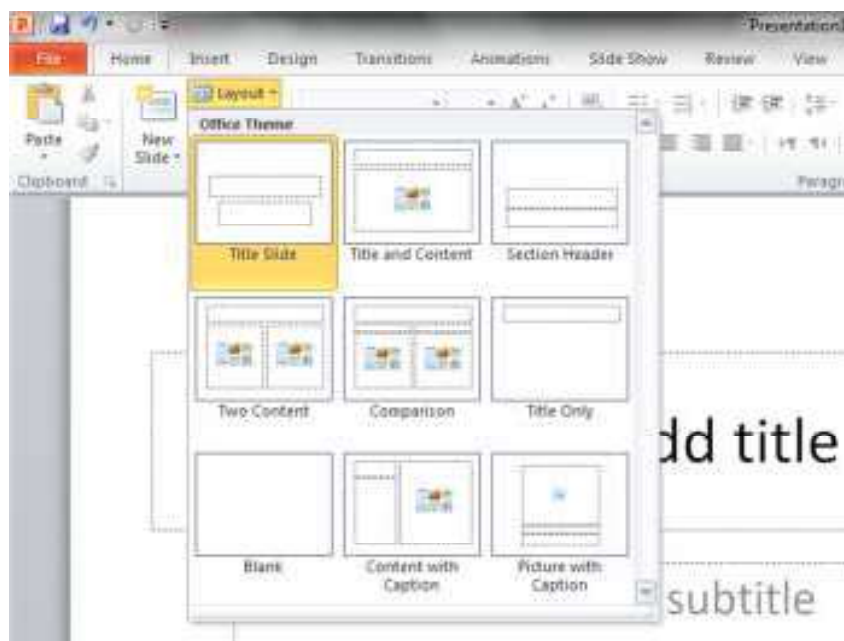 Presentation1
File Home Insert Design Transitions Animations Slide Show Review View
Layout
Paste
New
Slide
Clipboard
Paragr
Office Theme
Title Slide Title and Content Section Header
Two Content Comparison Title Only
Blank Content with
Caption Picture with
Caption
dd title
subtitle